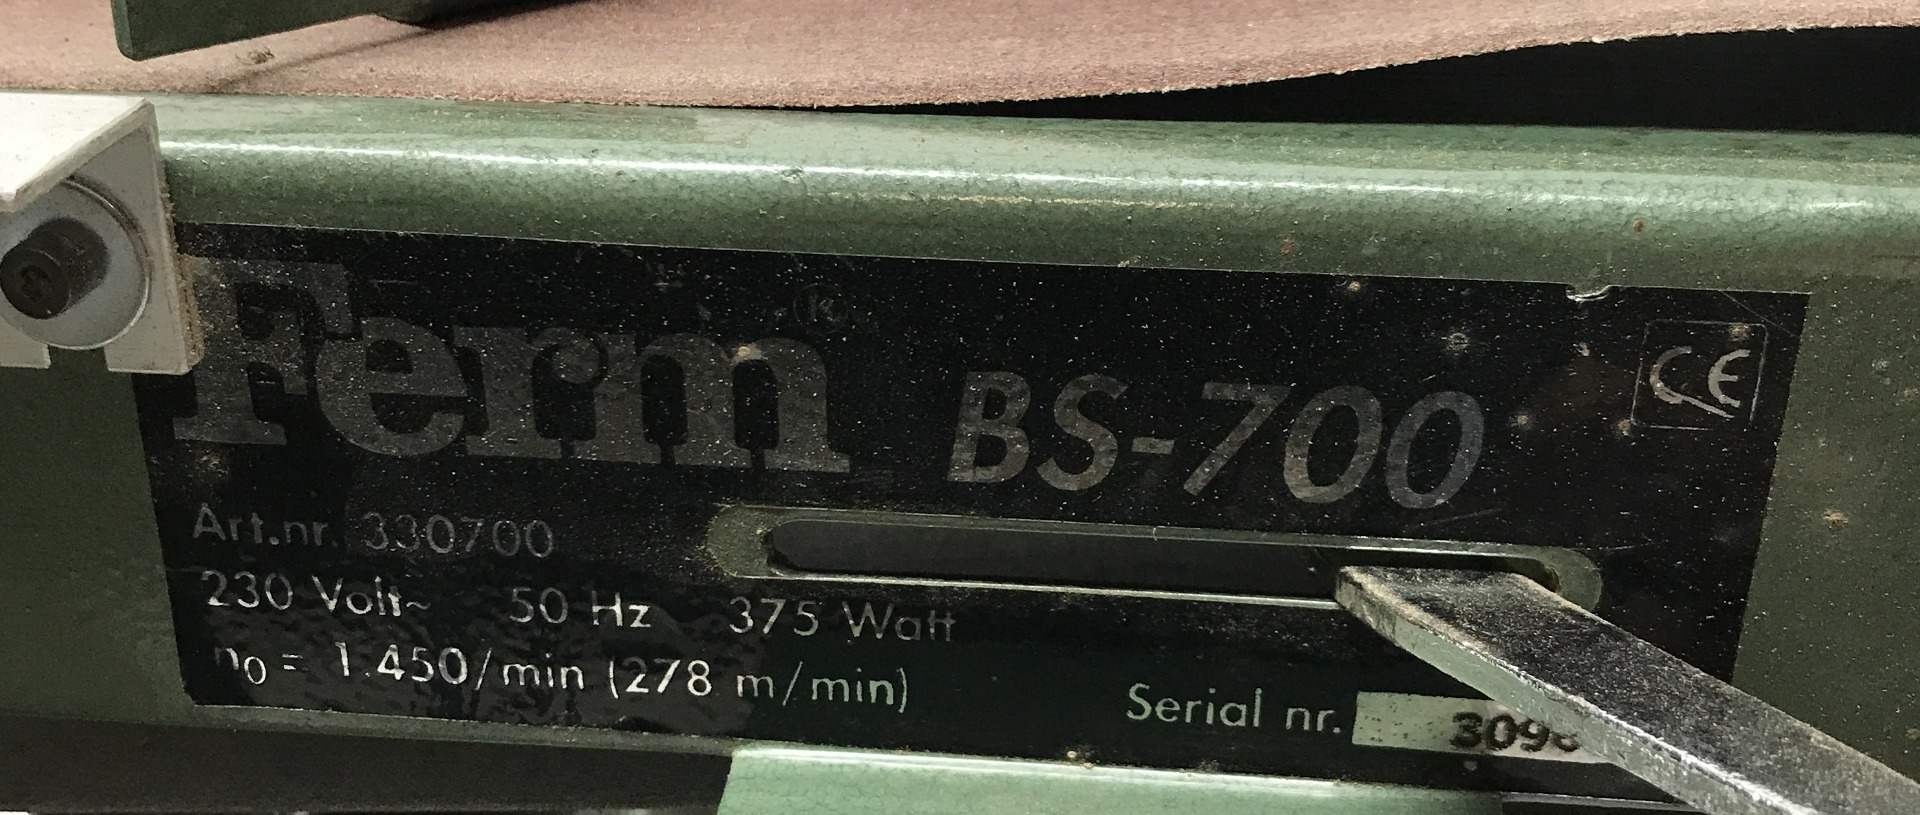 Ferm®
BS-700
CE
Art.nr. 330700
230 Volt~ 50 Hz 375 Watt
n0 = 1.450/min (278 m/min)
Serial nr.